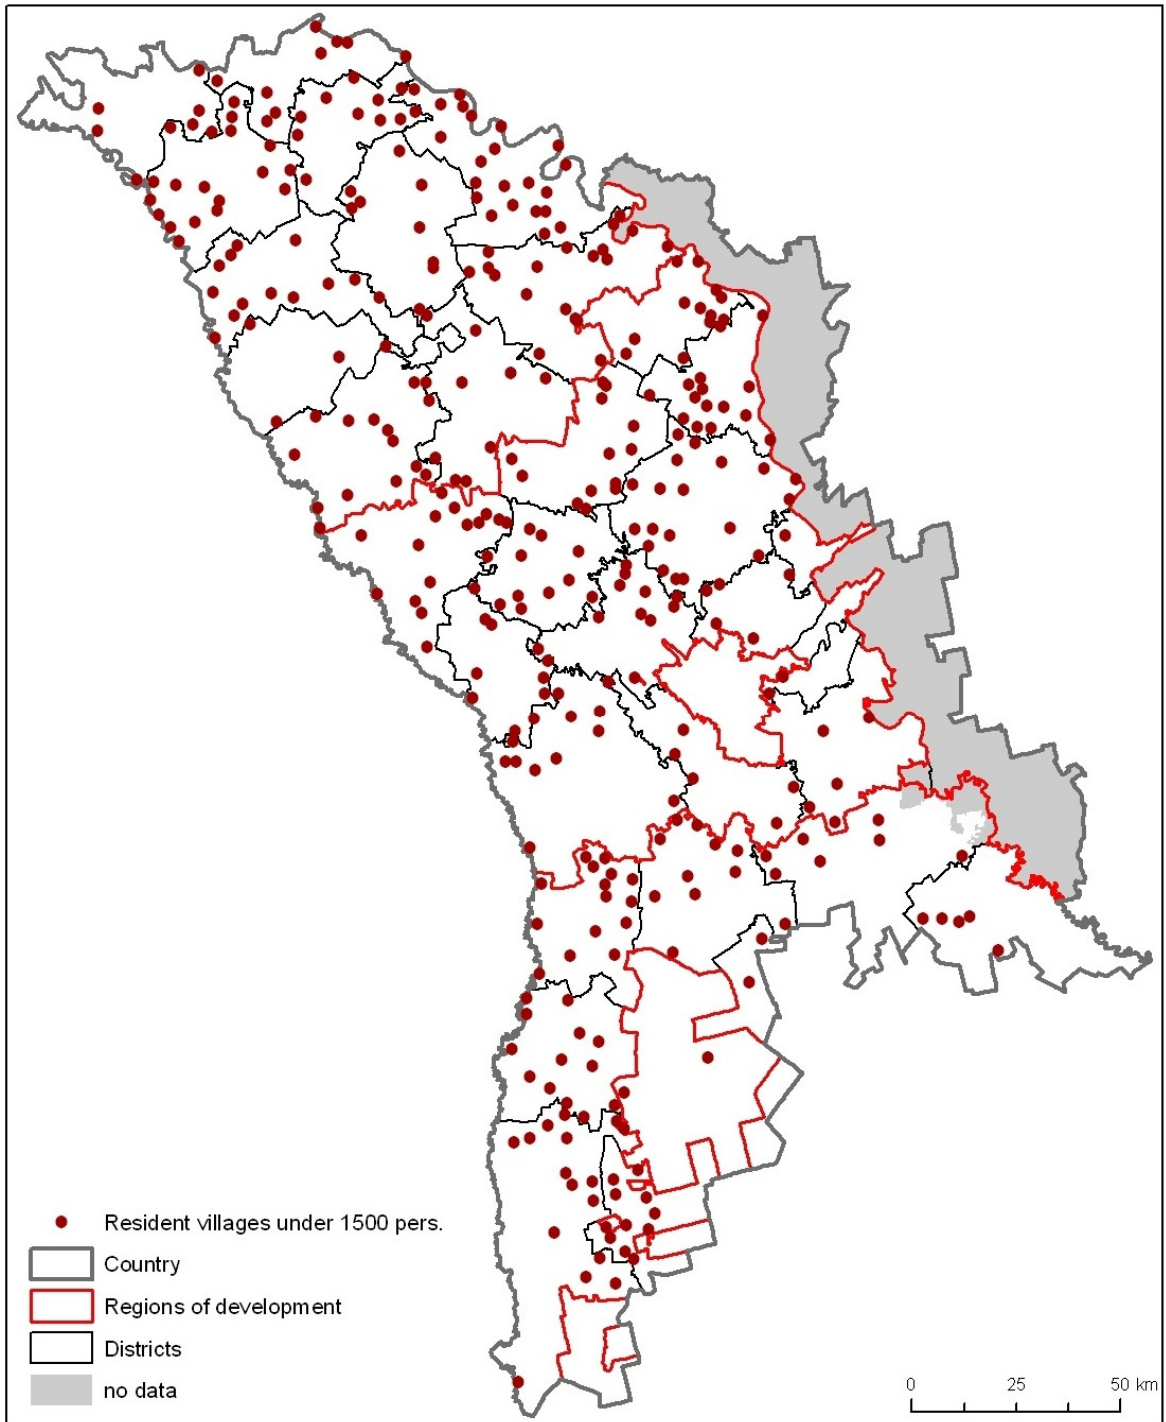 Resident villages under 1500 pers.
Country
Regions of development
Districts
no data
0 25 50 km